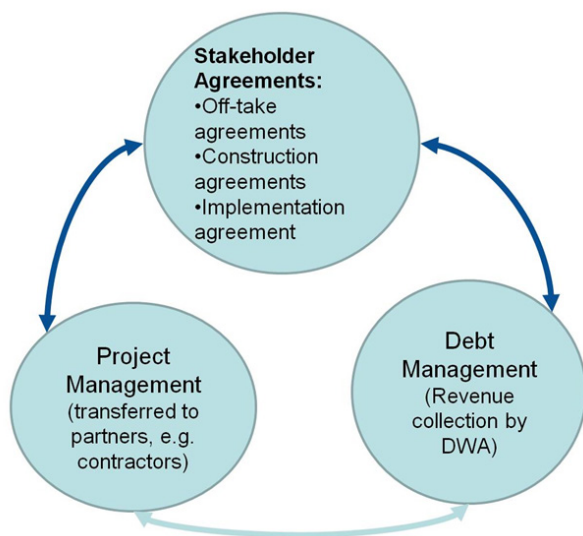 Stakeholder
Agreements:
•Off-take
agreements
•Construction
agreements
•Implementation
agreement
Project
Management
(transferred to
partners, e.g.
contractors)
Debt
Management
(Revenue
collection by
DWA)